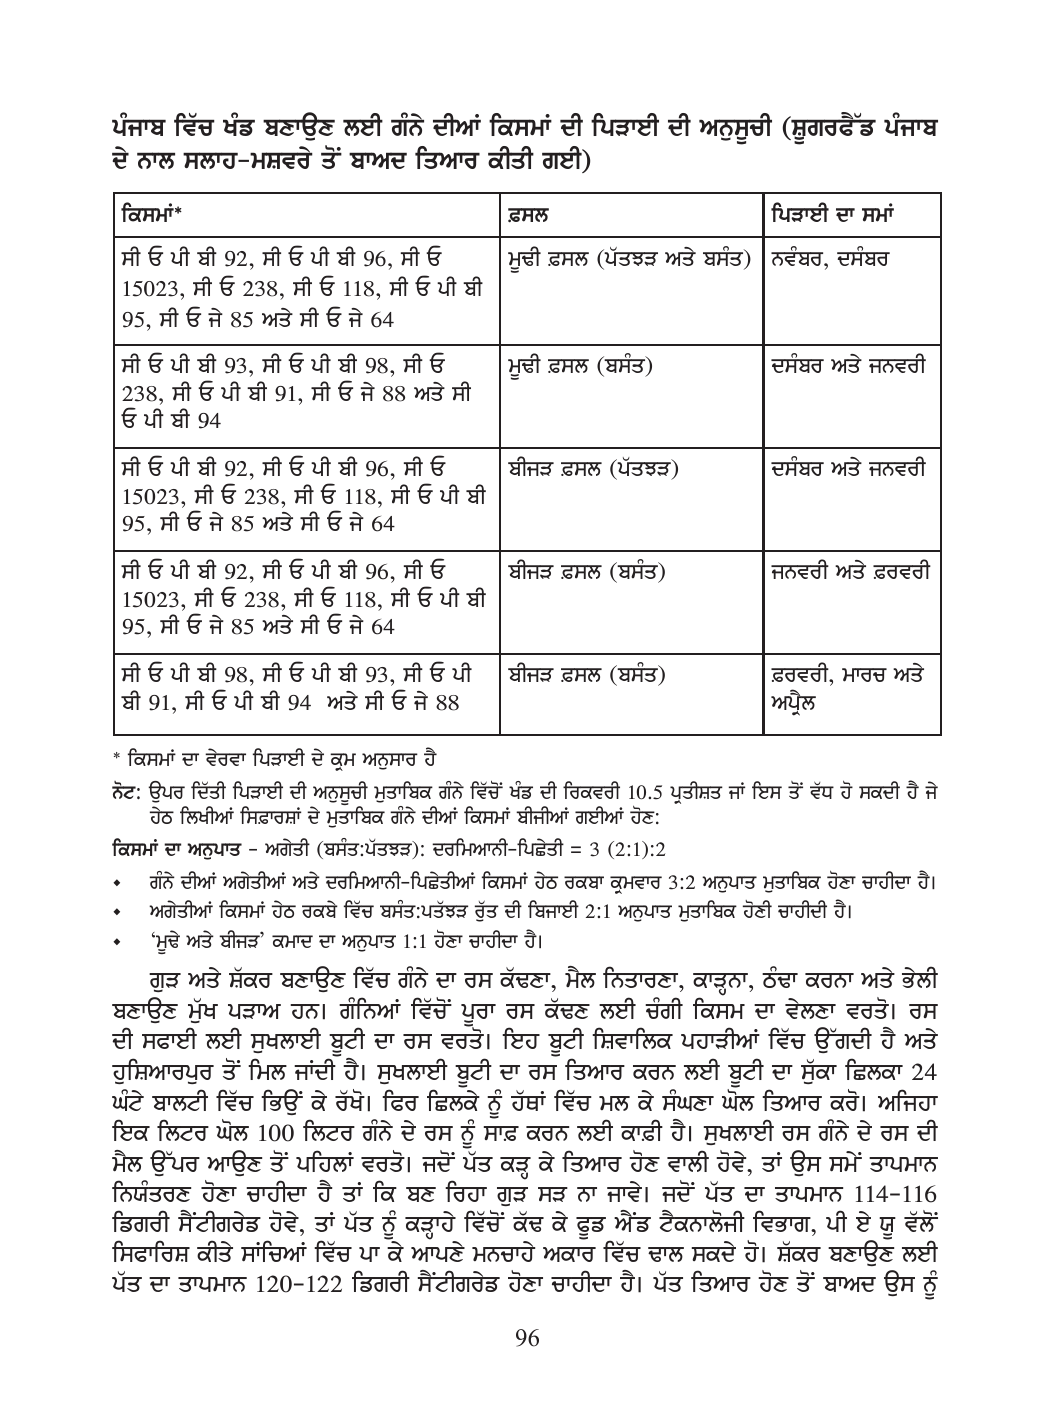 ਪੰਜਾਬ ਵਿੱਚ ਖੰਡ ਬਣਾਉਣ ਲਈ ਗੰਨੇ ਦੀਆਂ ਕਿਸਮਾਂ ਦੀ ਪਿੜਾਈ ਦੀ ਅਨੁਸੂਚੀ (ਸ਼ੂਗਰਫੈੱਡ ਪੰਜਾਬ
ਦੇ ਨਾਲ ਸਲਾਹ-ਮਸ਼ਵਰੇ ਤੋਂ ਬਾਅਦ ਤਿਆਰ ਕੀਤੀ ਗਈ)
ਕਿਸਮਾਂ* ਫ਼ਸਲ ਪਿੜਾਈ ਦਾ ਸਮਾਂ
ਸੀ ਓ ਪੀ ਬੀ 92, ਸੀ ਓ ਪੀ ਬੀ 96, ਸੀ ਓ ਮੂਢੀ ਫ਼ਸਲ (ਪੱਤਝੜ ਅਤੇ ਬਸੰਤ) ਨਵੰਬਰ, ਦਸੰਬਰ
15023, ਸੀ ਓ 238, ਸੀ ਓ 118, ਸੀ ਓ ਪੀ ਬੀ
95, ਸੀ ਓ ਜੇ 85 ਅਤੇ ਸੀ ਓ ਜੇ 64
ਸੀ ਓ ਪੀ ਬੀ 93, ਸੀ ਓ ਪੀ ਬੀ 98, ਸੀ ਓ ਮੂਢੀ ਫ਼ਸਲ (ਬਸੰਤ) ਦਸੰਬਰ ਅਤੇ ਜਨਵਰੀ
238, ਸੀ ਓ ਪੀ ਬੀ 91, ਸੀ ਓ ਜੇ 88 ਅਤੇ ਸੀ
ਓ ਪੀ ਬੀ 94
ਸੀ ਓ ਪੀ ਬੀ 92, ਸੀ ਓ ਪੀ ਬੀ 96, ਸੀ ਓ ਬੀਜੜ ਫ਼ਸਲ (ਪੱਤਝੜ) ਦਸੰਬਰ ਅਤੇ ਜਨਵਰੀ
15023, ਸੀ ਓ 238, ਸੀ ਓ 118, ਸੀ ਓ ਪੀ ਬੀ
95, ਸੀ ਓ ਜੇ 85 ਅਤੇ ਸੀ ਓ ਜੇ 64
ਸੀ ਓ ਪੀ ਬੀ 92, ਸੀ ਓ ਪੀ ਬੀ 96, ਸੀ ਓ ਬੀਜੜ ਫ਼ਸਲ (ਬਸੰਤ) ਜਨਵਰੀ ਅਤੇ ਫ਼ਰਵਰੀ
15023, ਸੀ ਓ 238, ਸੀ ਓ 118, ਸੀ ਓ ਪੀ ਬੀ
95, ਸੀ ਓ ਜੇ 85 ਅਤੇ ਸੀ ਓ ਜੇ 64
ਸੀ ਓ ਪੀ ਬੀ 98, ਸੀ ਓ ਪੀ ਬੀ 93, ਸੀ ਓ ਪੀ ਬੀਜੜ ਫ਼ਸਲ (ਬਸੰਤ) ਫ਼ਰਵਰੀ, ਮਾਰਚ ਅਤੇ
ਬੀ 91, ਸੀ ਓ ਪੀ ਬੀ 94 ਅਤੇ ਸੀ ਓ ਜੇ 88 ਅਪ੍ਰੈਲ
* ਕਿਸਮਾਂ ਦਾ ਵੇਰਵਾ ਪਿੜਾਈ ਦੇ ਕ੍ਰਮ ਅਨੁਸਾਰ ਹੈ
ਨੋਟ: ਉਪਰ ਦਿੱਤੀ ਪਿੜਾਈ ਦੀ ਅਨੁਸੂਚੀ ਮੁਤਾਬਿਕ ਗੰਨੇ ਵਿੱਚੋਂ ਖੰਡ ਦੀ ਰਿਕਵਰੀ 10.5 ਪ੍ਰਤੀਸ਼ਤ ਜਾਂ ਇਸ ਤੋਂ ਵੱਧ ਹੋ ਸਕਦੀ ਹੈ ਜੇ
ਹੇਠ ਲਿਖੀਆਂ ਸਿਫ਼ਾਰਸ਼ਾਂ ਦੇ ਮੁਤਾਬਿਕ ਗੰਨੇ ਦੀਆਂ ਕਿਸਮਾਂ ਬੀਜੀਆਂ ਗਈਆਂ ਹੋਣ:
ਕਿਸਮਾਂ ਦਾ ਅਨੁਪਾਤ - ਅਗੇਤੀ (ਬਸੰਤ:ਪੱਤਝੜ): ਦਰਮਿਆਨੀ-ਪਿਛੇਤੀ = 3 (2:1):2
⬩ ਗੰਨੇ ਦੀਆਂ ਅਗੇਤੀਆਂ ਅਤੇ ਦਰਮਿਆਨੀ-ਪਿਛੇਤੀਆਂ ਕਿਸਮਾਂ ਹੇਠ ਰਕਬਾ ਕ੍ਰਮਵਾਰ 3:2 ਅਨੁਪਾਤ ਮੁਤਾਬਿਕ ਹੋਣਾ ਚਾਹੀਦਾ ਹੈ।
⬩ ਅਗੇਤੀਆਂ ਕਿਸਮਾਂ ਹੇਠ ਰਕਬੇ ਵਿੱਚ ਬਸੰਤ:ਪਤੱਝੜ ਰੁੱਤ ਦੀ ਬਿਜਾਈ 2:1 ਅਨੁਪਾਤ ਮੁਤਾਬਿਕ ਹੋਣੀ ਚਾਹੀਦੀ ਹੈ।
⬩ ‘ਮੂਢੇ ਅਤੇ ਬੀਜੜ’ ਕਮਾਦ ਦਾ ਅਨੁਪਾਤ 1:1 ਹੋਣਾ ਚਾਹੀਦਾ ਹੈ।
ਗੁੜ ਅਤੇ ਸ਼ੱਕਰ ਬਣਾਉਣ ਵਿੱਚ ਗੰਨੇ ਦਾ ਰਸ ਕੱਢਣਾ, ਮੈਲ ਨਿਤਾਰਣਾ, ਕਾੜ੍ਹਨਾ, ਠੰਢਾ ਕਰਨਾ ਅਤੇ ਭੇਲੀ
ਬਣਾਉਣ ਮੁੱਖ ਪੜਾਅ ਹਨ। ਗੰਨਿਆਂ ਵਿੱਚੋਂ ਪੂਰਾ ਰਸ ਕੱਢਣ ਲਈ ਚੰਗੀ ਕਿਸਮ ਦਾ ਵੇਲਣਾ ਵਰਤੋ। ਰਸ
ਦੀ ਸਫਾਈ ਲਈ ਸੁਖਲਾਈ ਬੂਟੀ ਦਾ ਰਸ ਵਰਤੋ। ਇਹ ਬੂਟੀ ਸ਼ਿਵਾਲਿਕ ਪਹਾੜੀਆਂ ਵਿੱਚ ਉੱਗਦੀ ਹੈ ਅਤੇ
ਹੁਸ਼ਿਆਰਪੁਰ ਤੋਂ ਮਿਲ ਜਾਂਦੀ ਹੈ। ਸੁਖਲਾਈ ਬੂਟੀ ਦਾ ਰਸ ਤਿਆਰ ਕਰਨ ਲਈ ਬੂਟੀ ਦਾ ਸੁੱਕਾ ਛਿਲਕਾ 24
ਘੰਟੇ ਬਾਲਟੀ ਵਿੱਚ ਭਿਉਂ ਕੇ ਰੱਖੋ। ਫਿਰ ਛਿਲਕੇ ਨੂੰ ਹੱਥਾਂ ਵਿੱਚ ਮਲ ਕੇ ਸੰਘਣਾ ਘੋਲ ਤਿਆਰ ਕਰੋ। ਅਜਿਹਾ
ਇਕ ਲਿਟਰ ਘੋਲ 100 ਲਿਟਰ ਗੰਨੇ ਦੇ ਰਸ ਨੂੰ ਸਾਫ਼ ਕਰਨ ਲਈ ਕਾਫ਼ੀ ਹੈ। ਸੁਖਲਾਈ ਰਸ ਗੰਨੇ ਦੇ ਰਸ ਦੀ
ਮੈਲ ਉੱਪਰ ਆਉਣ ਤੋਂ ਪਹਿਲਾਂ ਵਰਤੋ। ਜਦੋਂ ਪੱਤ ਕੜ੍ਹ ਕੇ ਤਿਆਰ ਹੋਣ ਵਾਲੀ ਹੋਵੇ, ਤਾਂ ਉਸ ਸਮੇਂ ਤਾਪਮਾਨ
ਨਿਯੰਤਰਣ ਹੋਣਾ ਚਾਹੀਦਾ ਹੈ ਤਾਂ ਕਿ ਬਣ ਰਿਹਾ ਗੁੜ ਸੜ ਨਾ ਜਾਵੇ। ਜਦੋਂ ਪੱਤ ਦਾ ਤਾਪਮਾਨ 114-116
ਡਿਗਰੀ ਸੈਂਟੀਗਰੇਡ ਹੋਵੇ, ਤਾਂ ਪੱਤ ਨੂੰ ਕੜਾਹੇ ਵਿੱਚੋਂ ਕੱਢ ਕੇ ਫੂਡ ਐਂਡ ਟੈਕਨਾਲੋਜੀ ਵਿਭਾਗ, ਪੀ ਏ ਯੂ ਵੱਲੋਂ
ਸਿਫਾਰਿਸ਼ ਕੀਤੇ ਸਾਂਚਿਆਂ ਵਿੱਚ ਪਾ ਕੇ ਆਪਣੇ ਮਨਚਾਹੇ ਅਕਾਰ ਵਿੱਚ ਢਾਲ ਸਕਦੇ ਹੋ। ਸ਼ੱਕਰ ਬਣਾਉਣ ਲਈ
ਪੱਤ ਦਾ ਤਾਪਮਾਨ 120-122 ਡਿਗਰੀ ਸੈਂਟੀਗਰੇਡ ਹੋਣਾ ਚਾਹੀਦਾ ਹੈ। ਪੱਤ ਤਿਆਰ ਹੋਣ ਤੋਂ ਬਾਅਦ ਉਸ ਨੂੰ
96